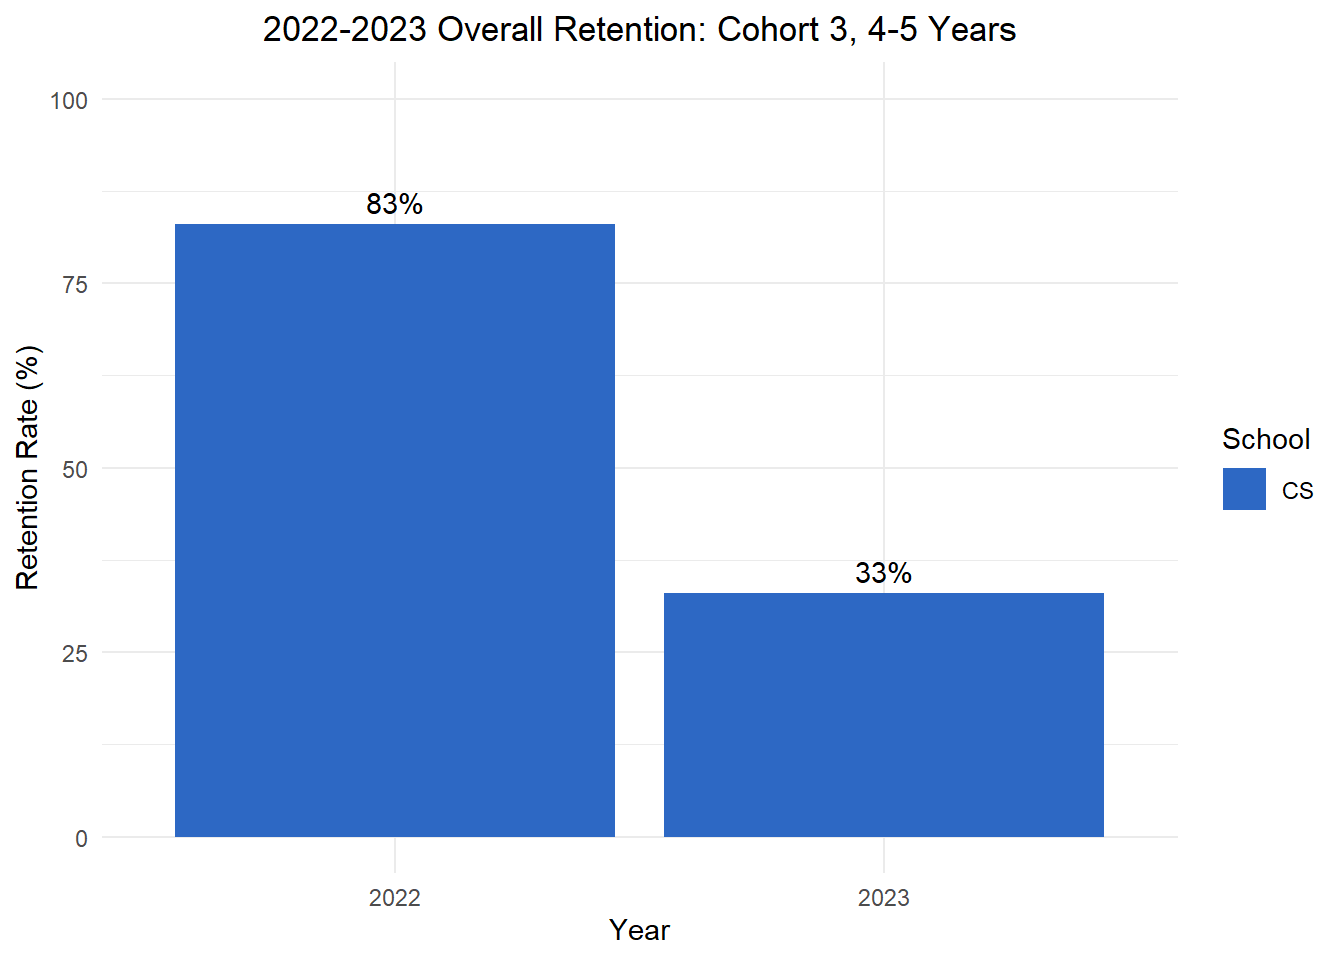 2022-2023 Overall Retention: Cohort 3, 4-5 Years
Retention Rate (%)
100
75
50
25
0
83%
33%
2022
2023
Year
School
CS